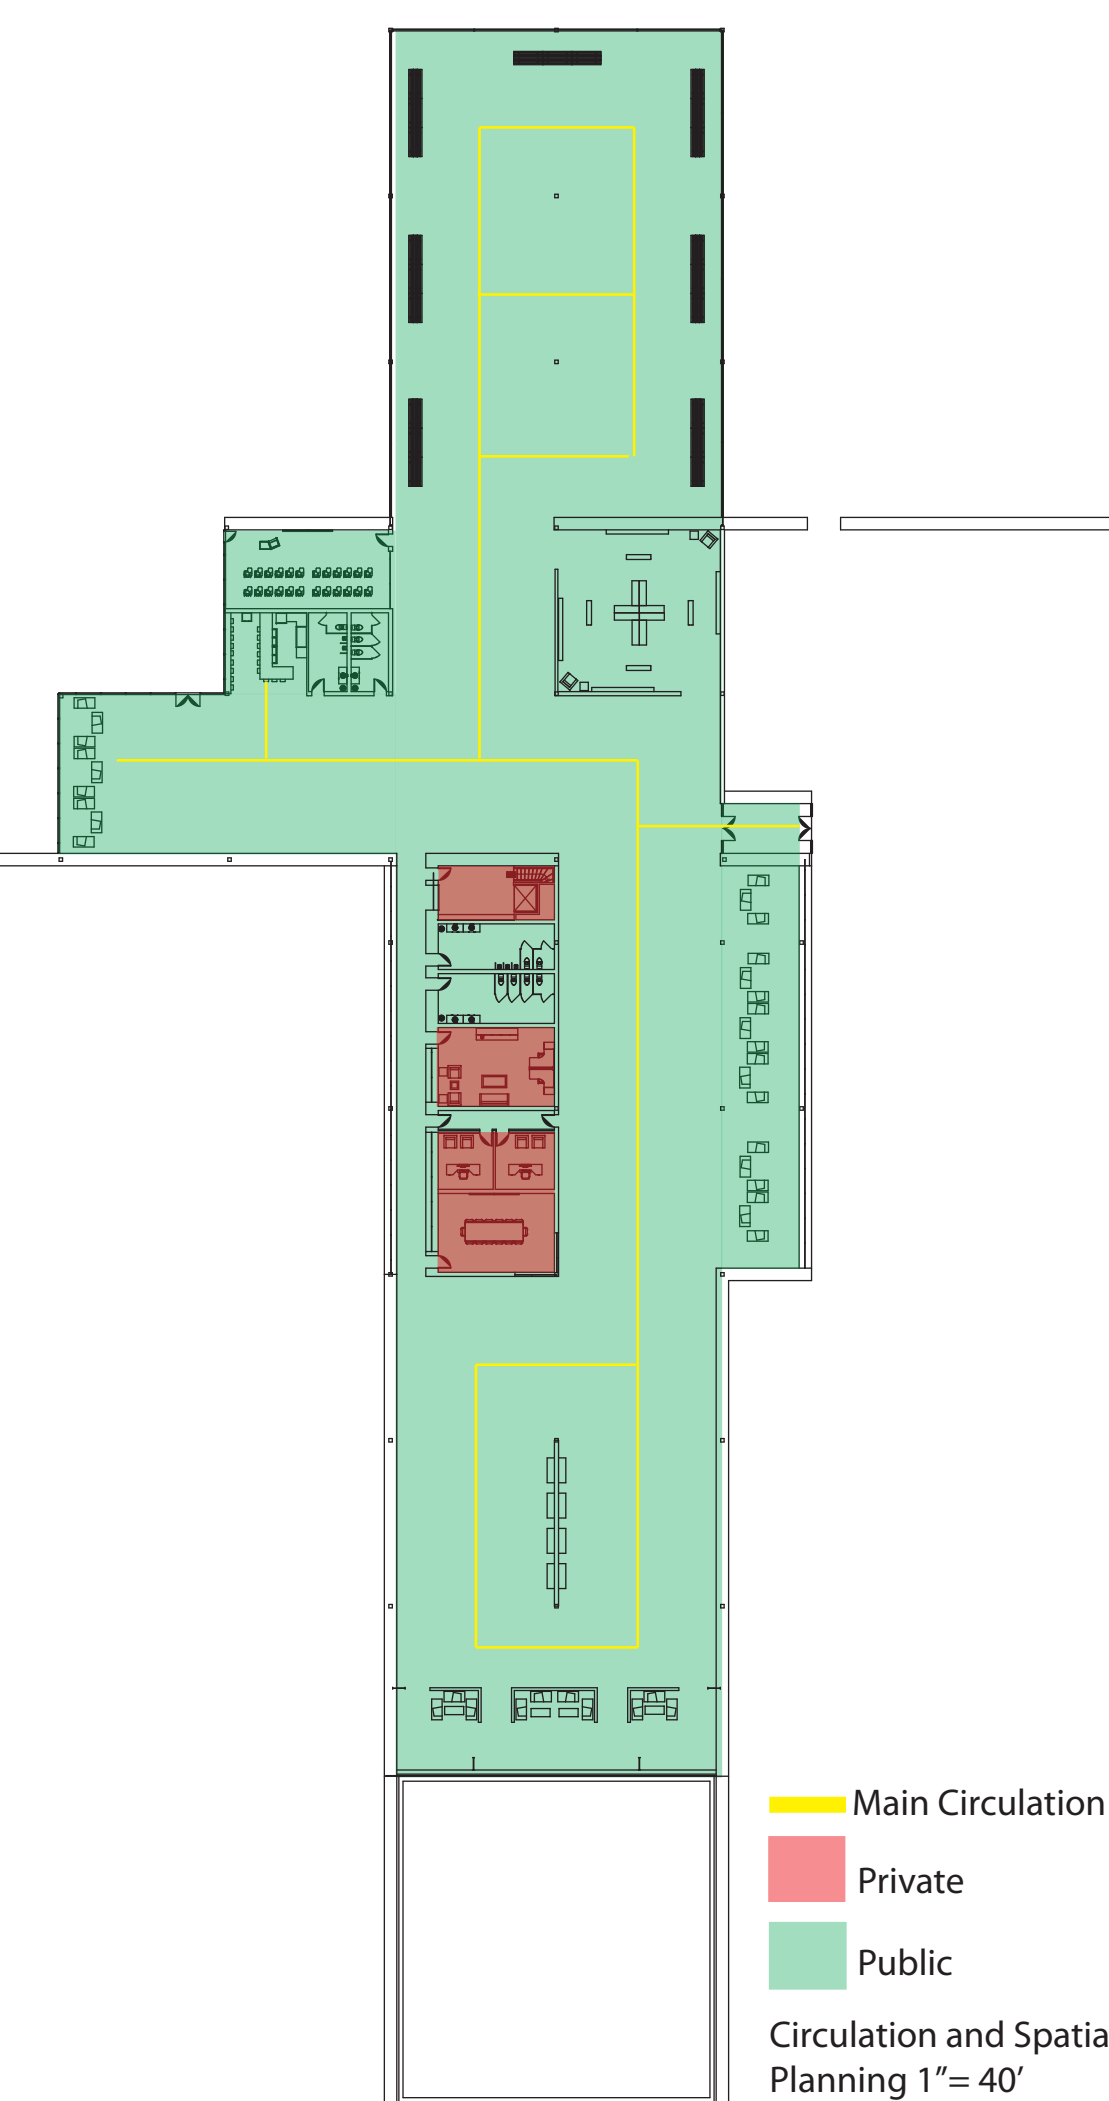 Main Circulation
Private
Public
Circulation and Spatia
Planning 1”= 40’